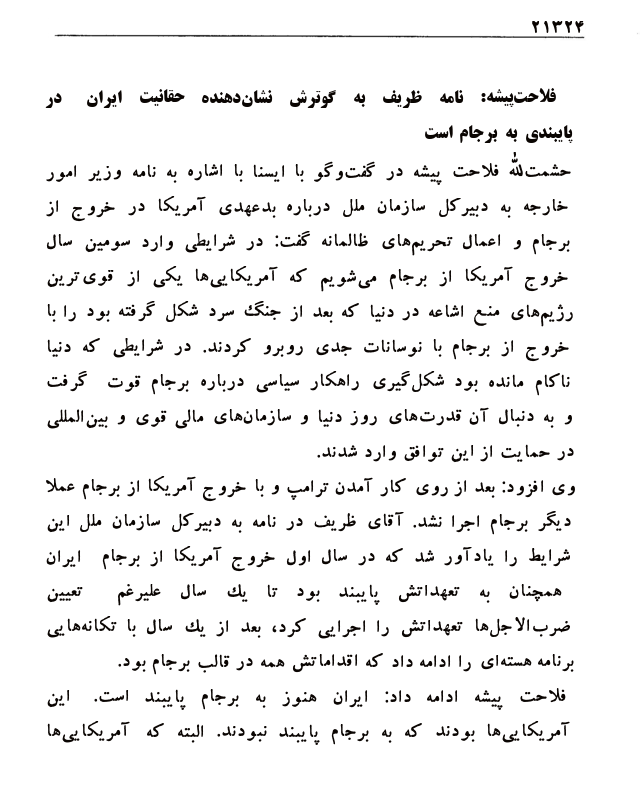 ۲۱۳۲۴
فلاحت‌پیشه: نامه ظریف به گوترش نشان‌دهنده حقانیت ایران در
پایبندی به برجام است
حشمت‌الله فلاحت پیشه در گفت‌وگو با ایسنا با اشاره به نامه وزیر امور
خارجه به دبیرکل سازمان ملل درباره بدعهدی آمریکا در خروج از
برجام و اعمال تحریم‌های ظالمانه گفت: در شرایطی وارد سومین سال
خروج آمریکا از برجام می‌شویم که آمریکایی‌ها یکی از قوی‌ترین
رژیم‌های منع اشاعه در دنیا که بعد از جنگ سرد شکل گرفته بود را با
خروج از برجام با نوسانات جدی روبرو کردند. در شرایطی که دنیا
ناکام مانده بود شکل‌گیری راهکار سیاسی درباره برجام قوت گرفت
و به دنبال آن قدرت‌های روز دنیا و سازمان‌های مالی قوی و بین‌المللی
در حمایت از این توافق وارد شدند.
وی افزود: بعد از روی کار آمدن ترامپ و با خروج آمریکا از برجام عملا
دیگر برجام اجرا نشد. آقای ظریف در نامه به دبیرکل سازمان ملل این
شرایط را یادآور شد که در سال اول خروج آمریکا از برجام ایران
همچنان به تعهداتش پایبند بود تا یك سال علیرغم تعیین
ضرب‌الاجل‌ها تعهداتش را اجرایی کرد، بعد از یك سال با تکانه‌هایی
برنامه هسته‌ای را ادامه داد که اقداماتش همه در قالب برجام بود.
فلاحت پیشه ادامه داد: ایران هنوز به برجام پایبند است. این
آمریکایی‌ها بودند که به برجام پایبند نبودند. البته که آمریکایی‌ها